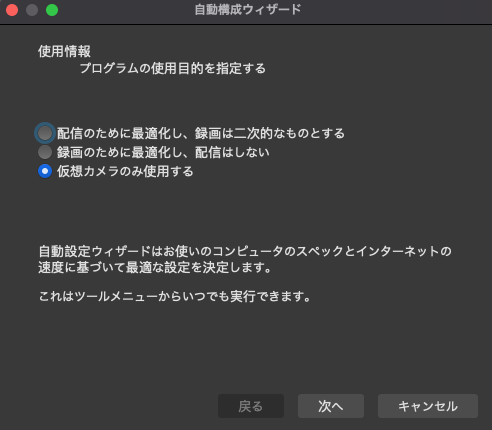 自動構成ウィザード
使用情報
プログラムの使用目的を指定する
配信のために最適化し、録画は二次的なものとする
録画のために最適化し、配信はしない
仮想カメラのみ使用する
自動設定ウィザードはお使いのコンピュータのスペックとインターネットの
速度に基づいて最適な設定を決定します。
これはツールメニューからいつでも実行できます。
戻る 次へ キャンセル